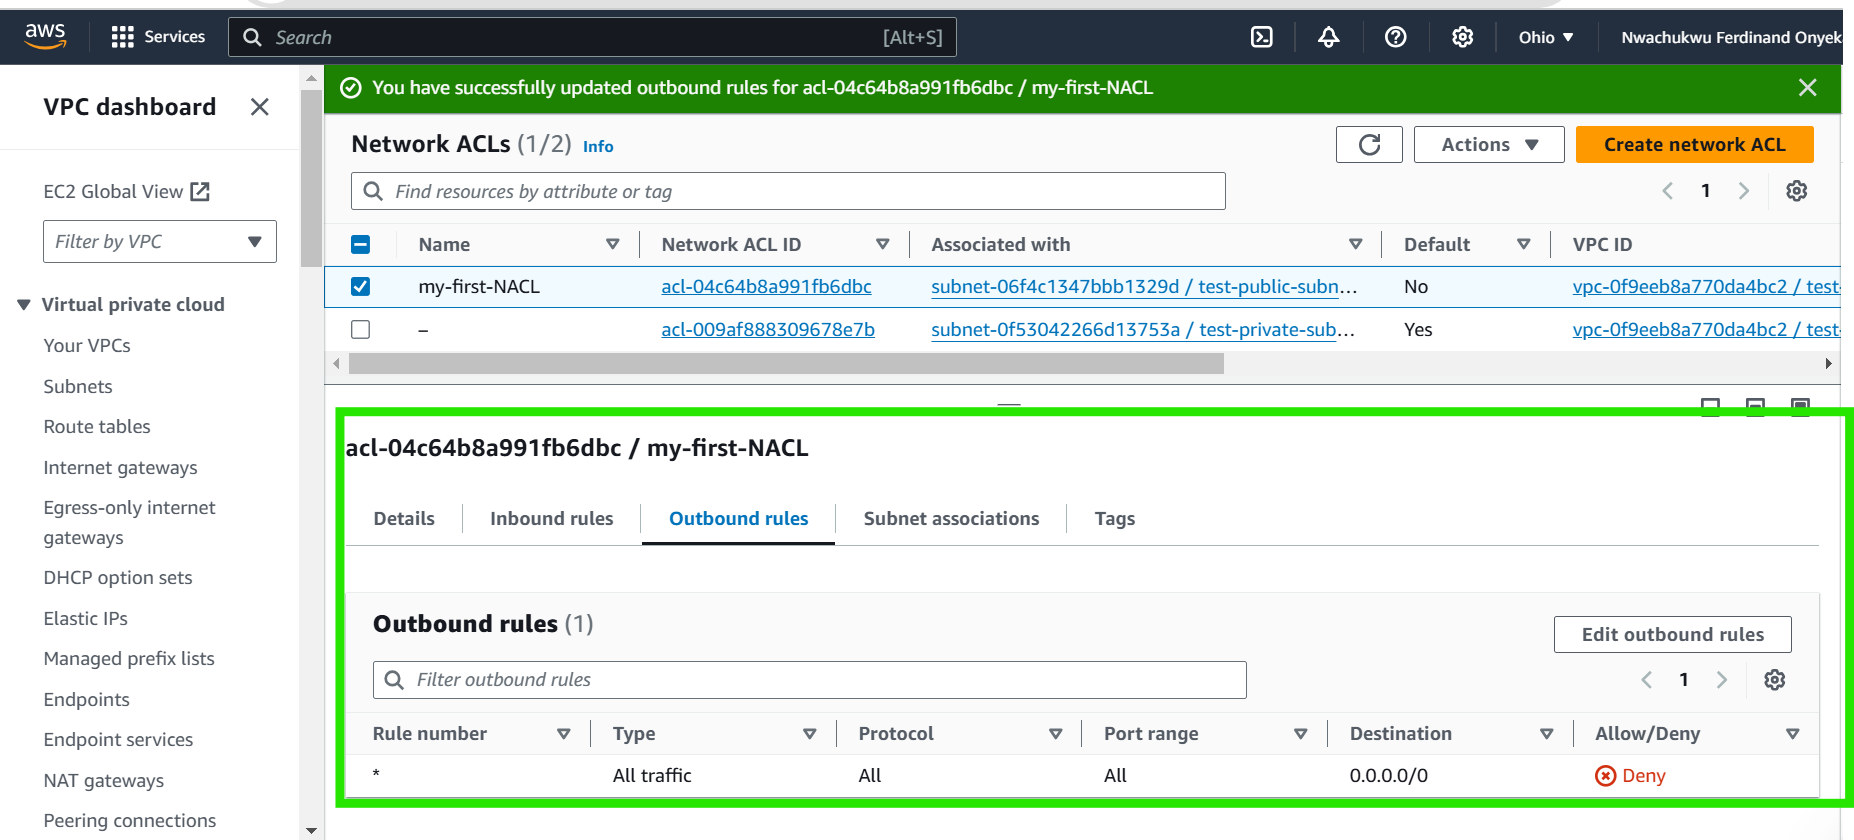 aws Services Search [Alt+S] Ohio Nwachukwu Ferdinand Onyek
VPC dashboard
EC2 Global View
Filter by VPC
Virtual private cloud
Your VPCs
Subnets
Route tables
Internet gateways
Egress-only internet
gateways
DHCP option sets
Elastic IPs
Managed prefix lists
Endpoints
Endpoint services
NAT gateways
Peering connections
You have successfully updated outbound rules for acl-04c64b8a991fb6dbc / my-first-NACL
Network ACLs (1/2) Info Actions Create network ACL
Find resources by attribute or tag 1
Name Network ACL ID Associated with Default VPC ID
my-first-NACL acl-04c64b8a991fb6dbc subnet-06f4c1347bbb1329d / test-public-subn... No vpc-0f9eeb8a770da4bc2 / test-
– acl-009af888309678e7b subnet-0f53042266d13753a / test-private-sub... Yes vpc-0f9eeb8a770da4bc2 / test-
acl-04c64b8a991fb6dbc / my-first-NACL
Details Inbound rules Outbound rules Subnet associations Tags
Outbound rules (1) Edit outbound rules
Filter outbound rules 1
Rule number Type Protocol Port range Destination Allow/Deny
* All traffic All All 0.0.0.0/0 Deny